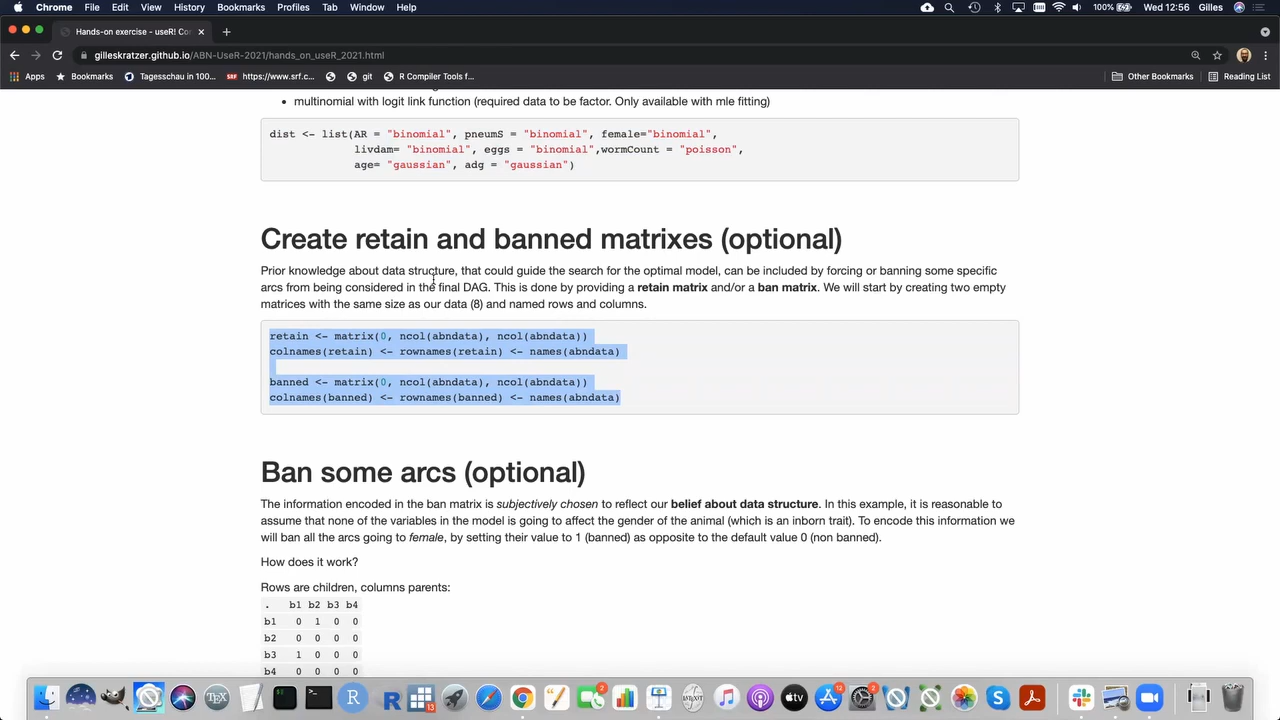 Chrome File Edit View History Bookmarks Profiles Tab Window Help 100% Wed 12:56 Gilles
Hands-on exercise - useR! Co
gilleskratzer.github.io/ABN-UseR-2021/hands_on_useR_2021.html
Apps Bookmarks Tagesschau in 100... SRF https://www.srf.c... git R Compiler Tools f... Other Bookmarks Reading List
• multinomial with logit link function (required data to be factor. Only available with mle fitting)
dist <- list(AR = "binomial", pneumS = "binomial", female="binomial",
livdam= "binomial", eggs = "binomial",wormCount = "poisson",
age= "gaussian", adg = "gaussian")
Create retain and banned matrixes (optional)
Prior knowledge about data structure, that could guide the search for the optimal model, can be included by forcing or banning some specific
arcs from being considered in the final DAG. This is done by providing a retain matrix and/or a ban matrix. We will start by creating two empty
matrices with the same size as our data (8) and named rows and columns.
retain <- matrix(0, ncol(abndata), ncol(abndata))
colnames(retain) <- rownames(retain) <- names(abndata)
banned <- matrix(0, ncol(abndata), ncol(abndata))
colnames(banned) <- rownames(banned) <- names(abndata)
Ban some arcs (optional)
The information encoded in the ban matrix is subjectively chosen to reflect our belief about data structure. In this example, it is reasonable to
assume that none of the variables in the model is going to affect the gender of the animal (which is an inborn trait). To encode this information we
will ban all the arcs going to female, by setting their value to 1 (banned) as opposed to the default value 0 (non banned).
How does it work?
Rows are children, columns parents:
. b1 b2 b3 b4
b1 0 1 0 0
b2 0 0 0 0
b3 1 0 0 0
b4 0 0 0 0